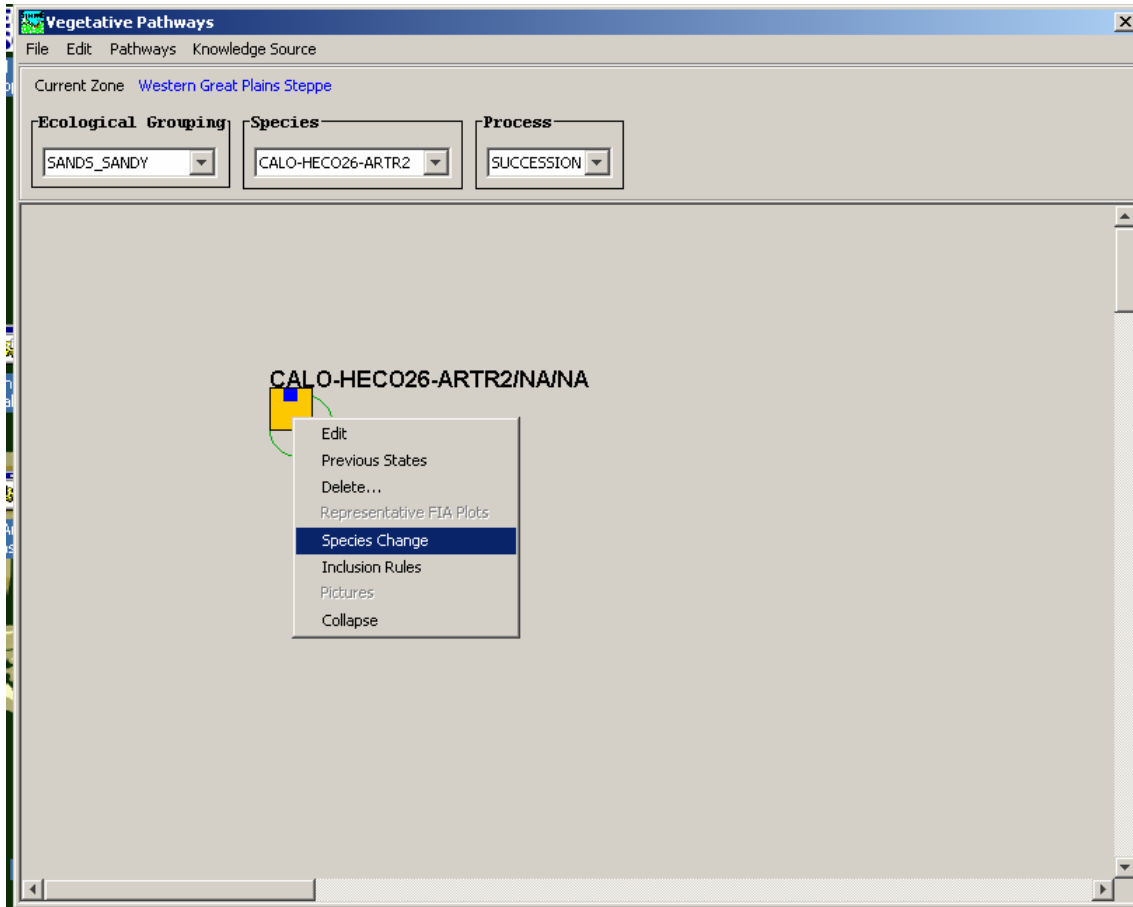 Vegetative Pathways
File Edit Pathways Knowledge Source
Current Zone Western Great Plains Steppe
Ecological Grouping Species Process
SANDS_SANDY CALO-HECO26-ARTR2 SUCCESSION
CALO-HECO26-ARTR2/NA/NA
Edit
Previous States
Delete...
Representative FIA Plots
Species Change
Inclusion Rules
Pictures
Collapse